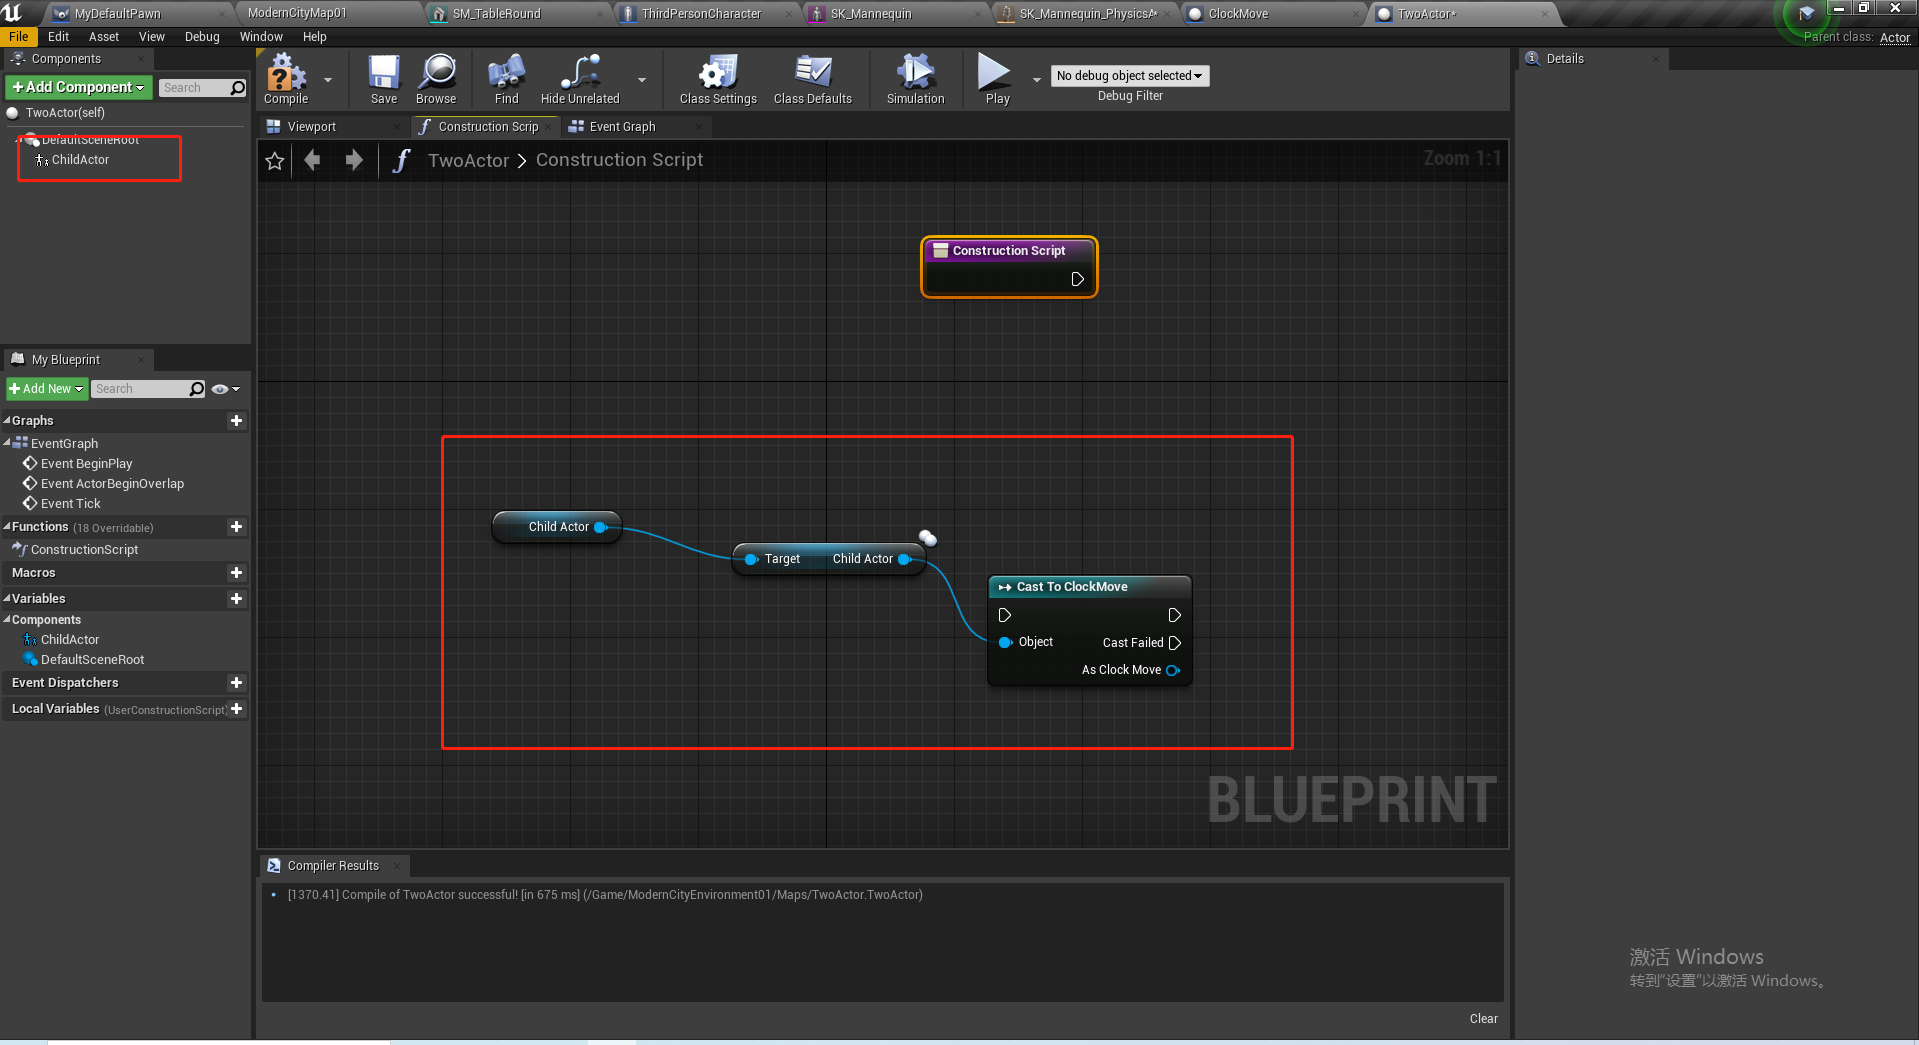 MyDefaultPawn
ModernCityMap01
SM_TableRound
ThirdPersonCharacter
SK_Mannequin
SK_Mannequin_PhysicsA*
ClockMove
TwoActor*
File Edit Asset View Debug Window Help
Parent class: Actor
Components
+Add Component
Search
TwoActor(self)
DefaultSceneRoot
ChildActor
Compile
Save
Browse
Find
Hide Unrelated
Class Settings
Class Defaults
Simulation
Play
No debug object selected
Debug Filter
Details
Viewport
Construction Scrip
Event Graph
TwoActor > Construction Script
Zoom 1:1
Construction Script
Child Actor
Target Child Actor
Cast To ClockMove
Object
Cast Failed
As Clock Move
BLUEPRINT
My Blueprint
+Add New
Search
Graphs
EventGraph
Event BeginPlay
Event ActorBeginOverlap
Event Tick
Functions (18 Overridable)
ConstructionScript
Macros
Variables
Components
ChildActor
DefaultSceneRoot
Event Dispatchers
Local Variables (UserConstructionScript)
Compiler Results
[1370.41] Compile of TwoActor successful! [in 675 ms] (/Game/ModernCityEnvironment01/Maps/TwoActor.TwoActor)
Clear
激活 Windows
转到“设置”以激活 Windows。